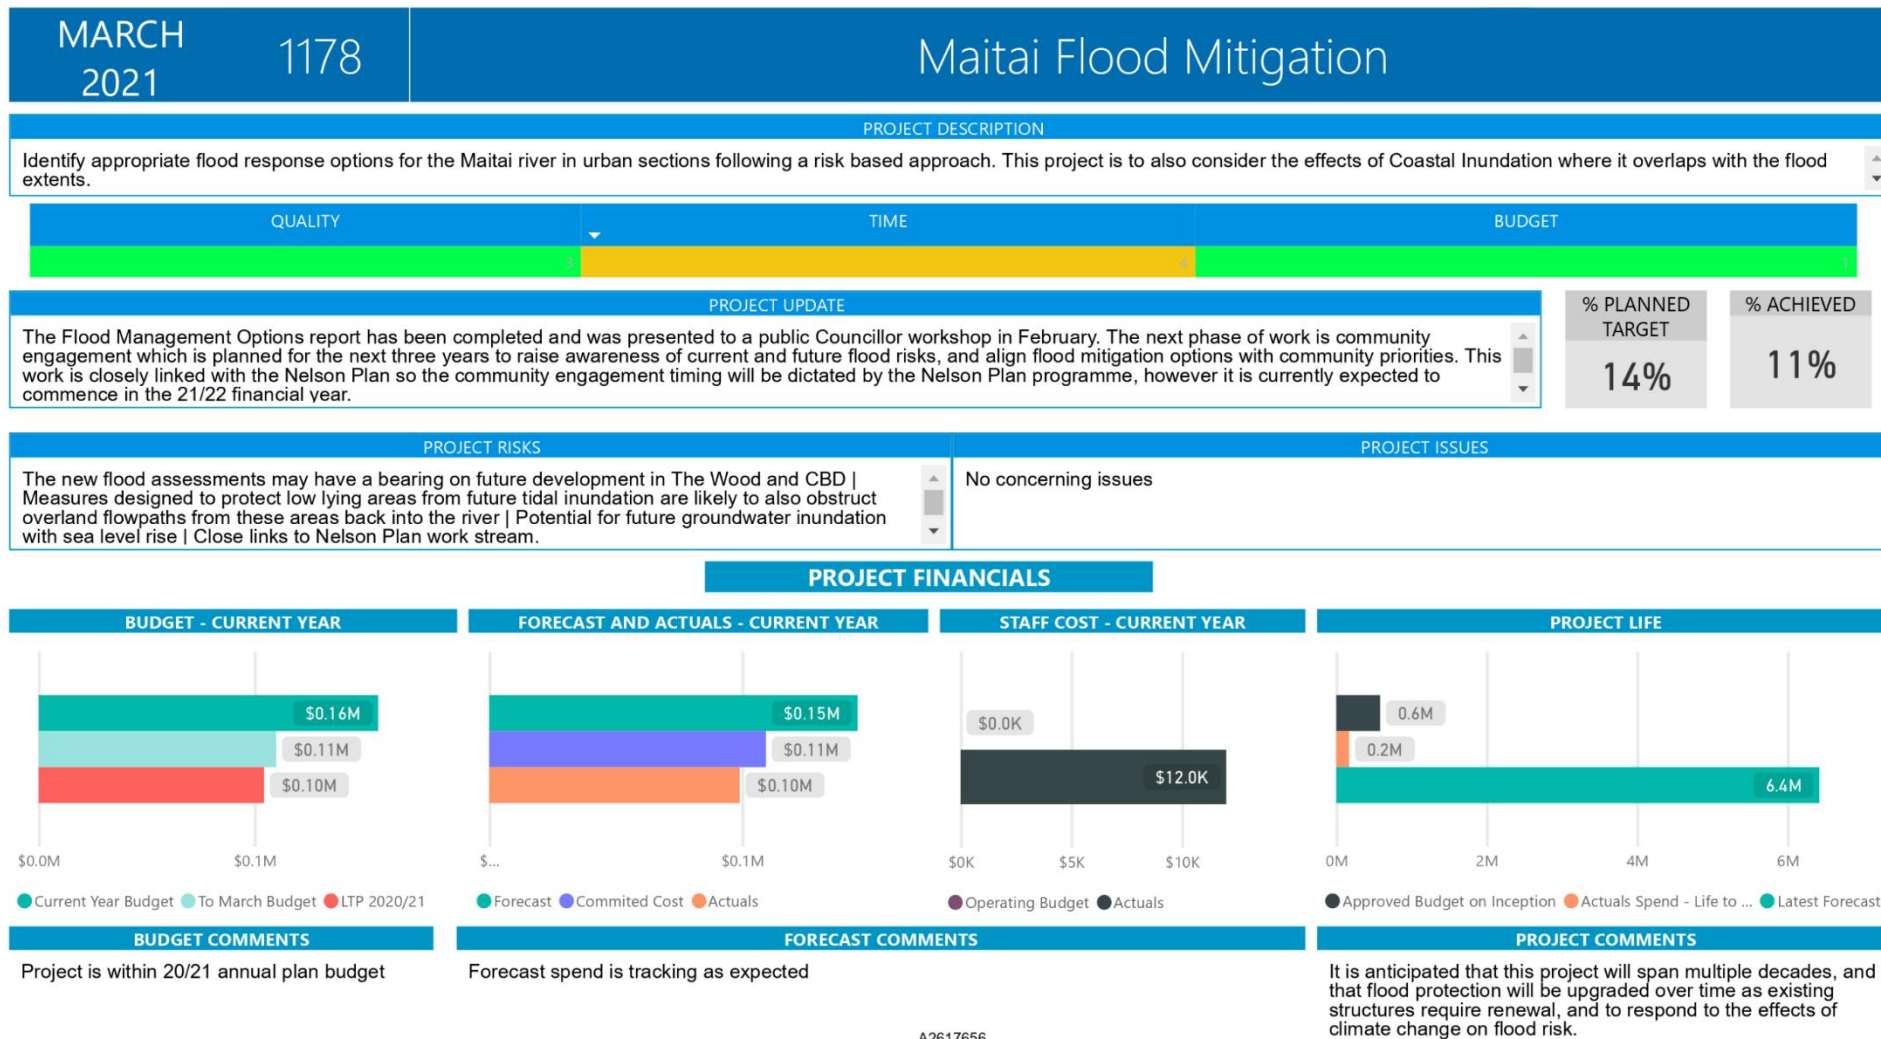 MARCH
2021
1178
Maitai Flood Mitigation
PROJECT DESCRIPTION
Identify appropriate flood response options for the Maitai river in urban sections following a risk based approach. This project is to also consider the effects of Coastal Inundation where it overlaps with the flood
extents.
QUALITY
TIME
BUDGET
3
4
1
PROJECT UPDATE
The Flood Management Options report has been completed and was presented to a public Councillor workshop in February. The next phase of work is community
engagement which is planned for the next three years to raise awareness of current and future flood risks, and align flood mitigation options with community priorities. This
work is closely linked with the Nelson Plan so the community engagement timing will be dictated by the Nelson Plan programme, however it is currently expected to
commence in the 21/22 financial year.
% PLANNED
TARGET
14%
% ACHIEVED
11%
PROJECT RISKS
The new flood assessments may have a bearing on future development in The Wood and CBD |
Measures designed to protect low lying areas from future tidal inundation are likely to also obstruct
overland flowpaths from these areas back into the river | Potential for future groundwater inundation
with sea level rise | Close links to Nelson Plan work stream.
PROJECT ISSUES
No concerning issues
PROJECT FINANCIALS
BUDGET - CURRENT YEAR
$0.16M
$0.11M
$0.10M
$0.0M $0.1M
Current Year Budget To March Budget LTP 2020/21
FORECAST AND ACTUALS - CURRENT YEAR
$0.15M
$0.11M
$0.10M
$... $0.1M
Forecast Commited Cost Actuals
STAFF COST - CURRENT YEAR
$0.0K
$12.0K
$0K $5K $10K
Operating Budget Actuals
PROJECT LIFE
0.6M
0.2M
6.4M
0M 2M 4M 6M
Approved Budget on Inception Actuals Spend - Life to ... Latest Forecast
BUDGET COMMENTS
Project is within 20/21 annual plan budget
FORECAST COMMENTS
Forecast spend is tracking as expected
PROJECT COMMENTS
It is anticipated that this project will span multiple decades, and
that flood protection will be upgraded over time as existing
structures require renewal, and to respond to the effects of
climate change on flood risk.
A2617656